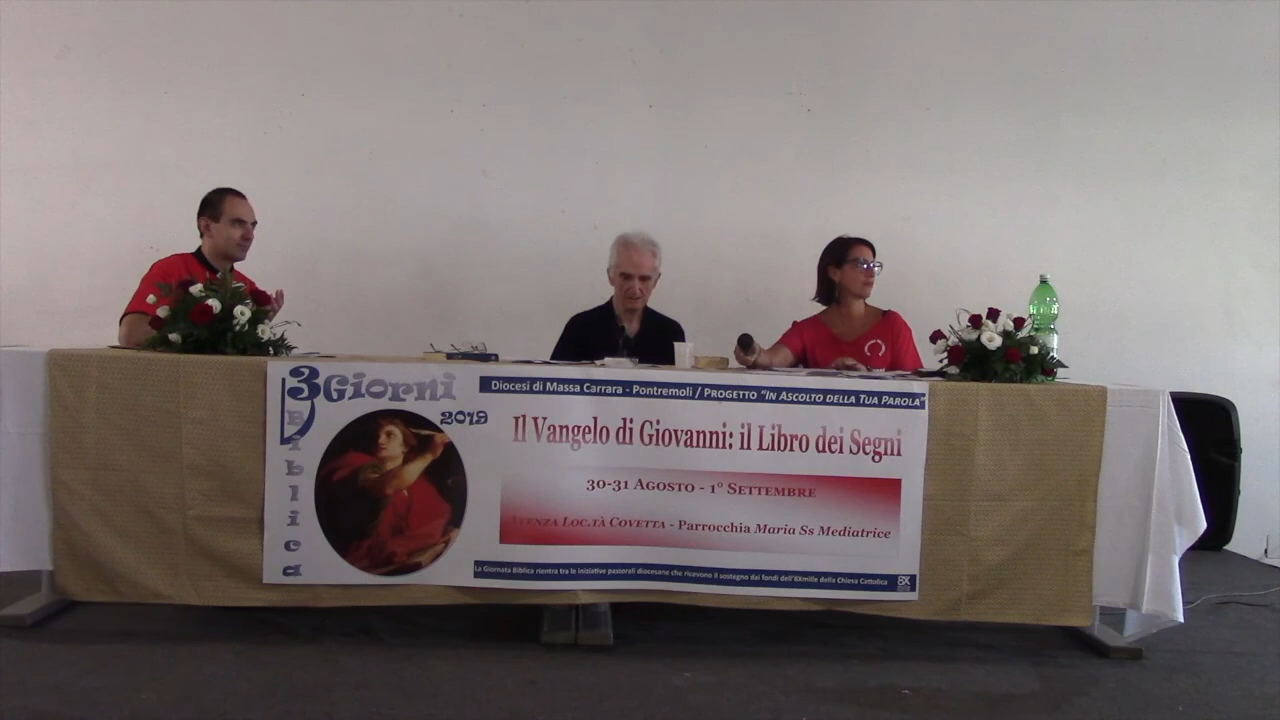 3Giorni
Biblica
2019
Diocesi di Massa Carrara - Pontremoli / PROGETTO "IN ASCOLTO DELLA TUA PAROLA"
Il Vangelo di Giovanni: il Libro dei Segni
30-31 AGOSTO - 1° SETTEMBRE
AVENZA LOC.TÀ COVETTA - PARROCCHIA Maria Ss Mediatrice
La Giornata Biblica rientra tra le iniziative pastorali diocesane che ricevono il sostegno dai fondi dell'8Xmille della Chiesa Cattolica
8X